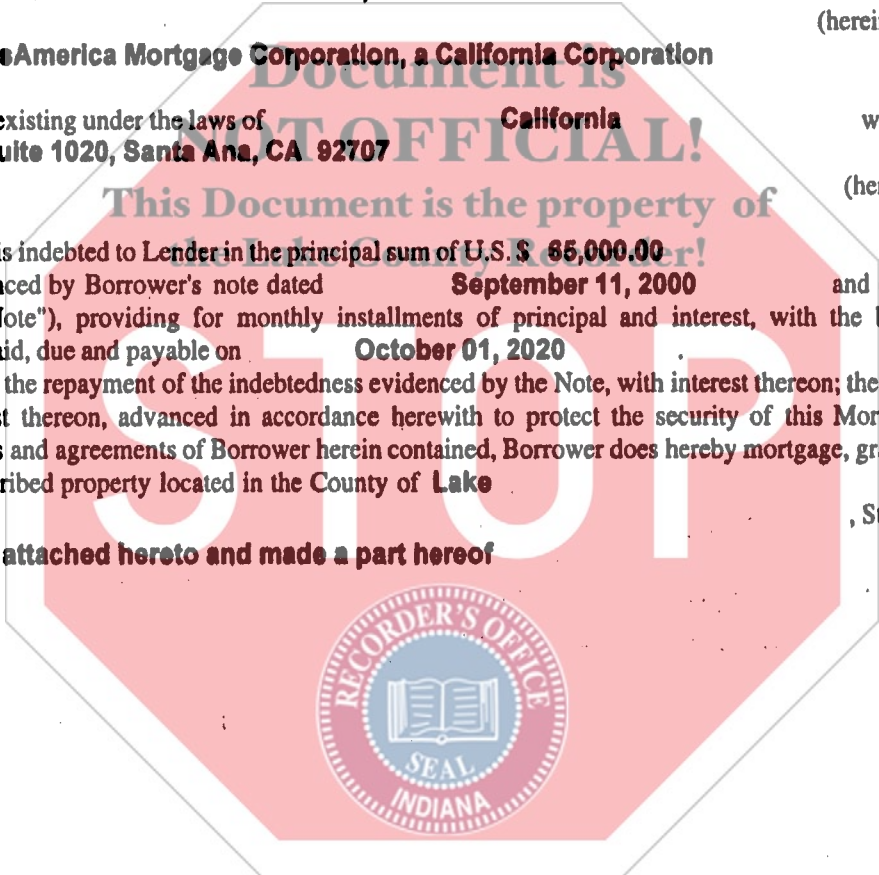 (herei
sAmerica Mortgage Corporation, a California Corporation
Document is
existing under the laws of California w
NOT OFFICIAL!
uite 1020, Santa Ana, CA 92707
(her
This Document is the property of
is indebted to Lender in the principal sum of U.S. $ 65,000.00
the Lake County Recorder!
nced by Borrower's note dated September 11, 2000 and
Note"), providing for monthly installments of principal and interest, with the
aid, due and payable on October 01, 2020 .
the repayment of the indebtedness evidenced by the Note, with interest thereon; the
st thereon, advanced in accordance herewith to protect the security of this Mor
s and agreements of Borrower herein contained, Borrower does hereby mortgage, gr
ribed property located in the County of Lake
, St
attached hereto and made a part hereof
STOP
RECORDER'S OFFICE
SEAL
INDIANA